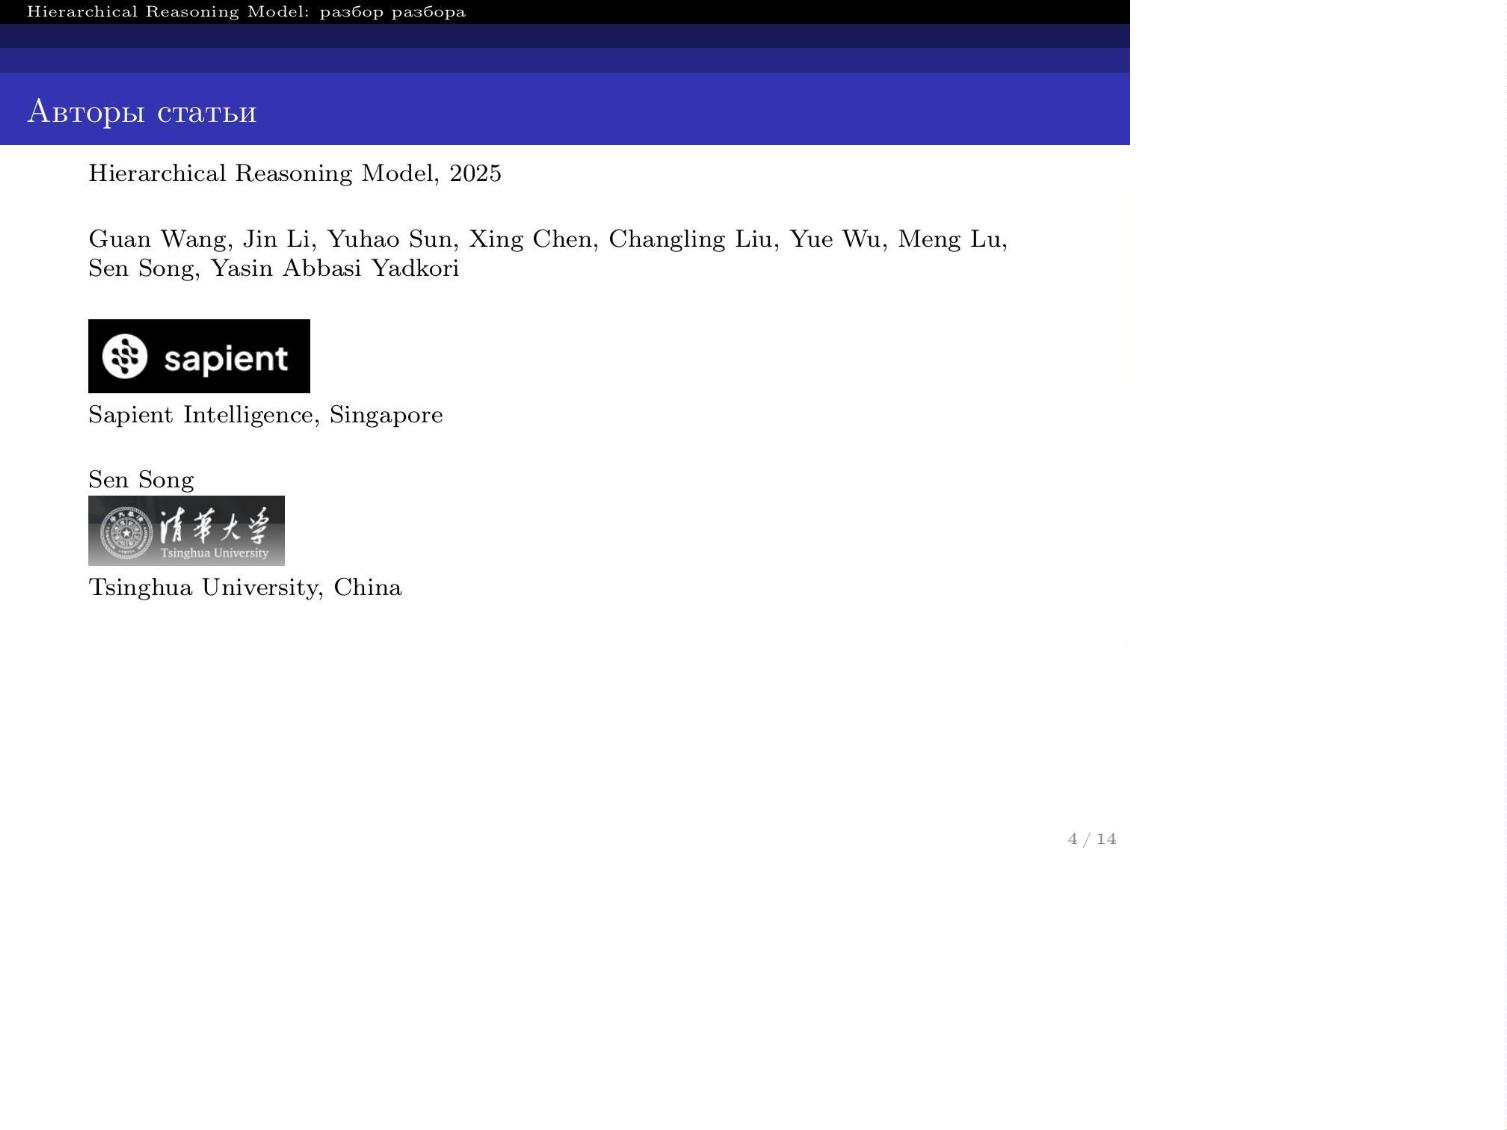 Hierarchical Reasoning Model: разбор разбора
Авторы статьи
Hierarchical Reasoning Model, 2025
Guan Wang, Jin Li, Yuhao Sun, Xing Chen, Changling Liu, Yue Wu, Meng Lu,
Sen Song, Yasin Abbasi Yadkori
sapient
Sapient Intelligence, Singapore
Sen Song
清華大学
Tsinghua University
Tsinghua University, China
4 / 14